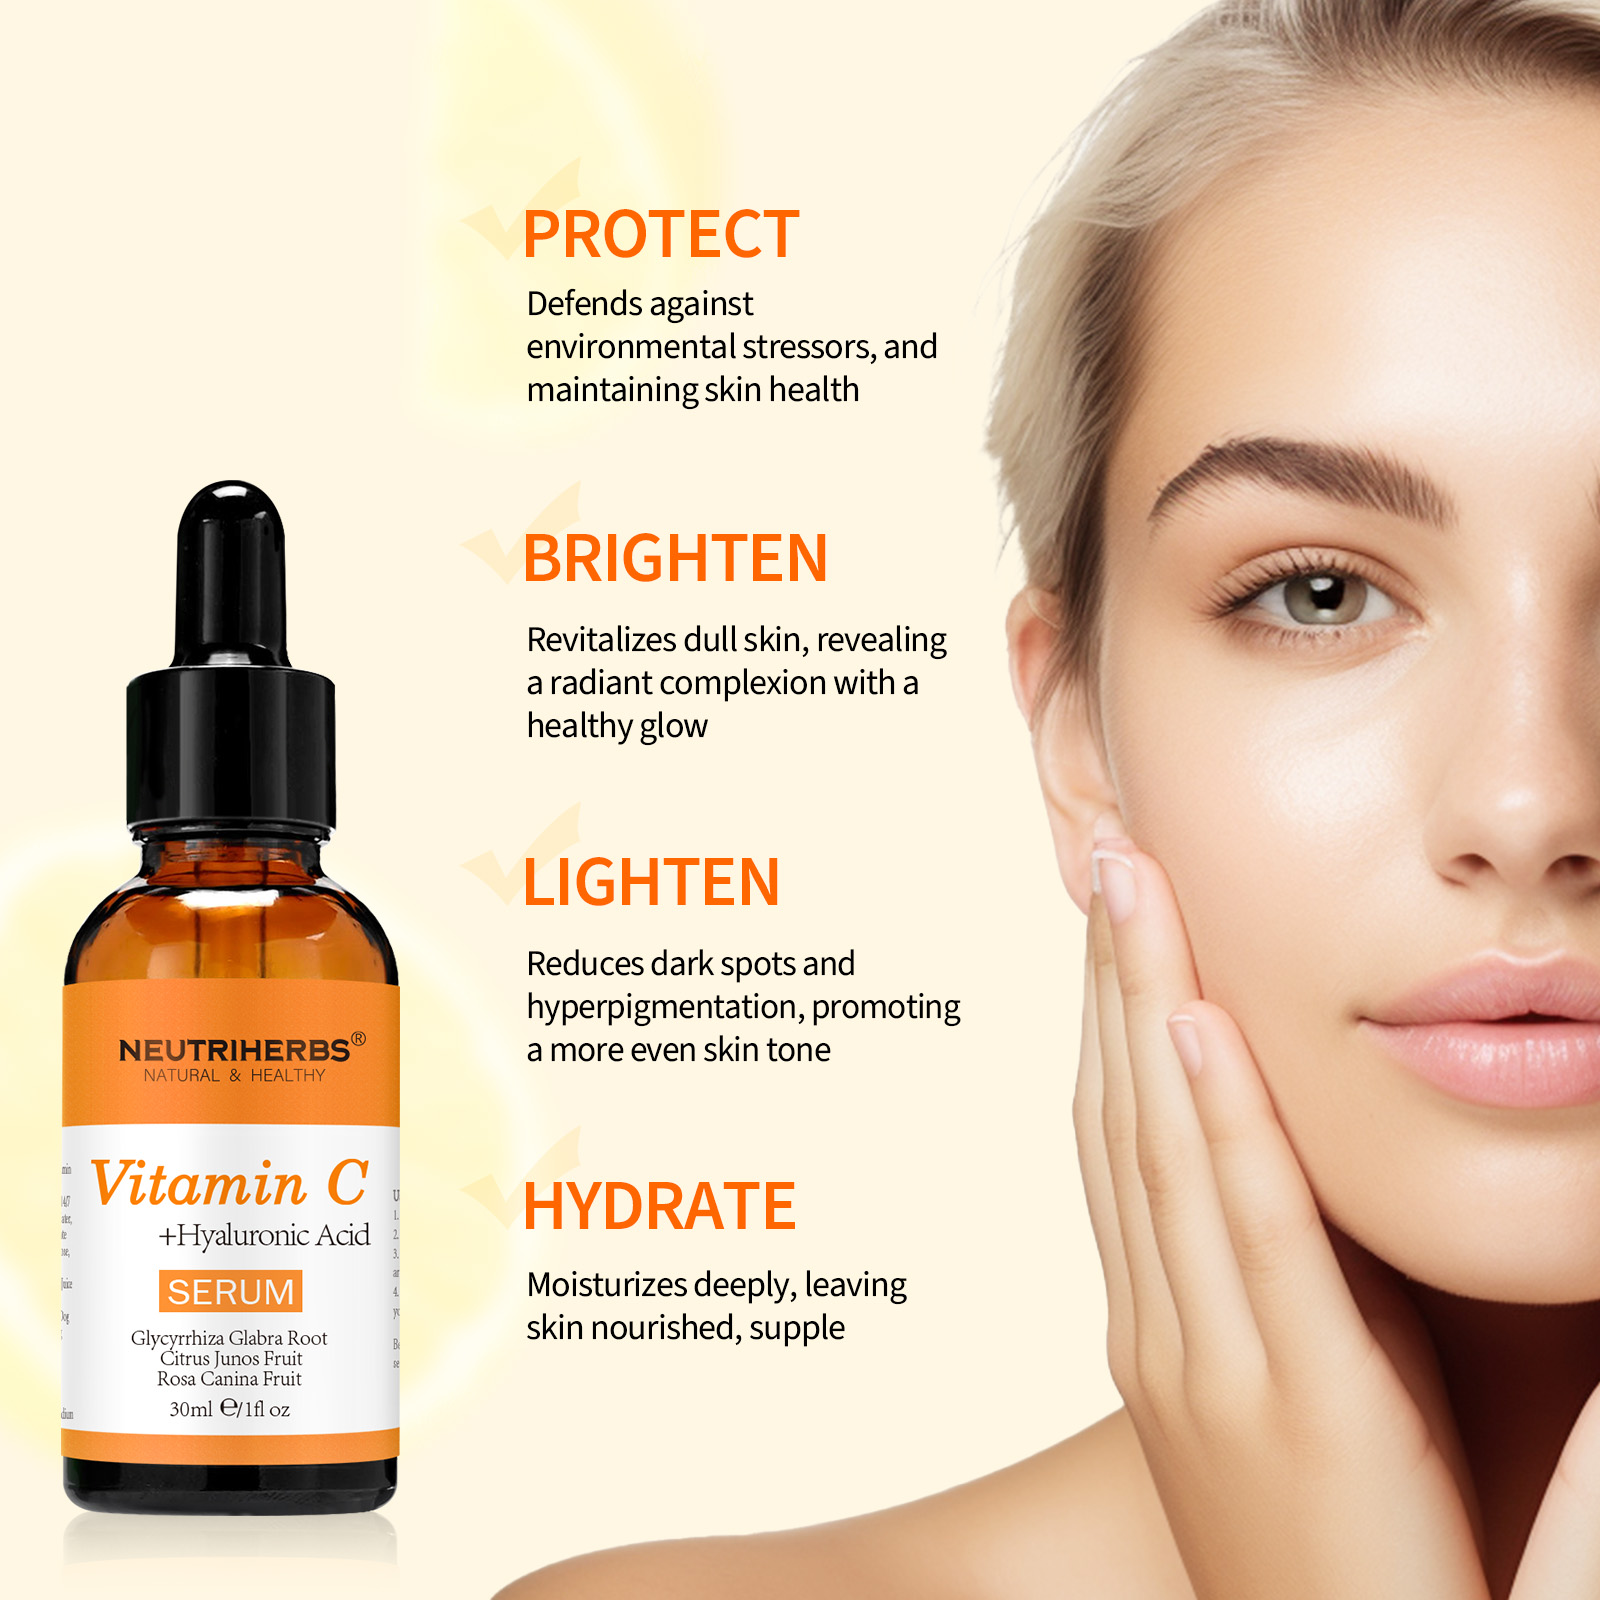 PROTECT
Defends against
environmental stressors, and
maintaining skin health
BRIGHTEN
Revitalizes dull skin, revealing
a radiant complexion with a
healthy glow
LIGHTEN
Reduces dark spots and
hyperpigmentation, promoting
a more even skin tone
HYDRATE
Moisturizes deeply, leaving
skin nourished, supple
NEUTRIHERBS®
NATURAL & HEALTHY
Vitamin C
+Hyaluronic Acid
SERUM
Glycyrrhiza Glabra Root
Citrus Junos Fruit
Rosa Canina Fruit
30ml ℮/1fl oz